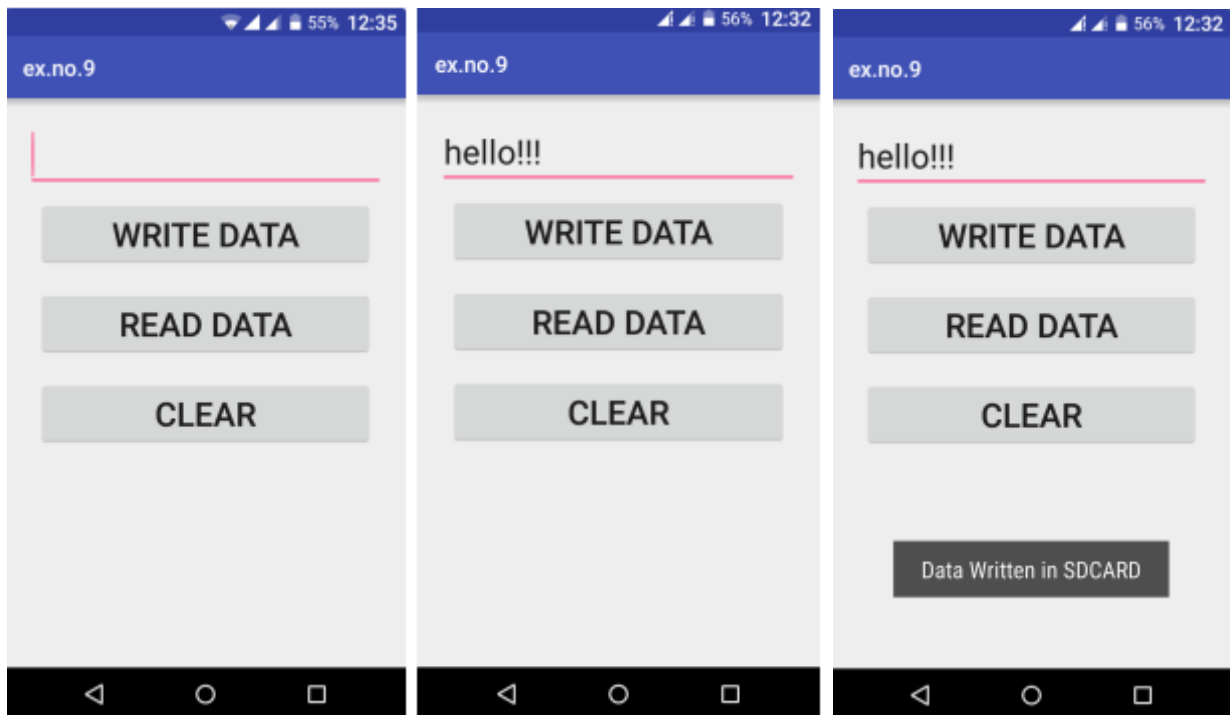 55% 12:35
ex.no.9
WRITE DATA
READ DATA
CLEAR
56% 12:32
ex.no.9
hello!!!
WRITE DATA
READ DATA
CLEAR
56% 12:32
ex.no.9
hello!!!
WRITE DATA
READ DATA
CLEAR
Data Written in SDCARD